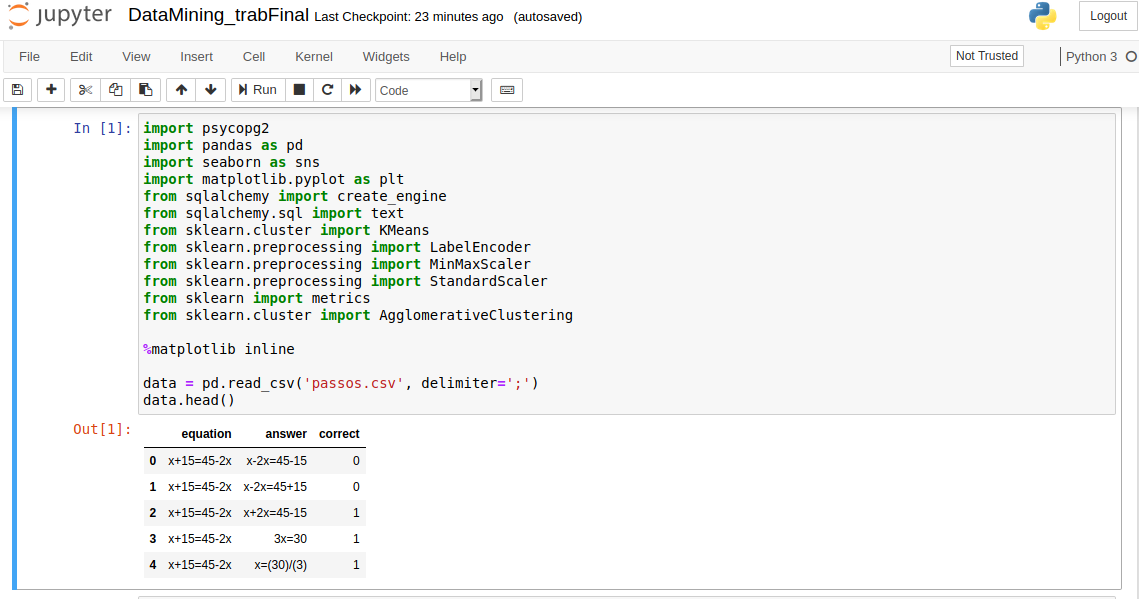 jupyter DataMining_trabFinal Last Checkpoint: 23 minutes ago (autosaved) Logout
File Edit View Insert Cell Kernel Widgets Help Not Trusted Python 3
Run Code
In [1]: import psycopg2
import pandas as pd
import seaborn as sns
import matplotlib.pyplot as plt
from sqlalchemy import create_engine
from sqlalchemy.sql import text
from sklearn.cluster import KMeans
from sklearn.preprocessing import LabelEncoder
from sklearn.preprocessing import MinMaxScaler
from sklearn.preprocessing import StandardScaler
from sklearn import metrics
from sklearn.cluster import AgglomerativeClustering
%matplotlib inline
data = pd.read_csv('passos.csv', delimiter=';')
data.head()
Out[1]:
equation answer correct
0 x+15=45-2x x-2x=45-15 0
1 x+15=45-2x x-2x=45+15 0
2 x+15=45-2x x+2x=45-15 1
3 x+15=45-2x 3x=30 1
4 x+15=45-2x x=(30)/(3) 1